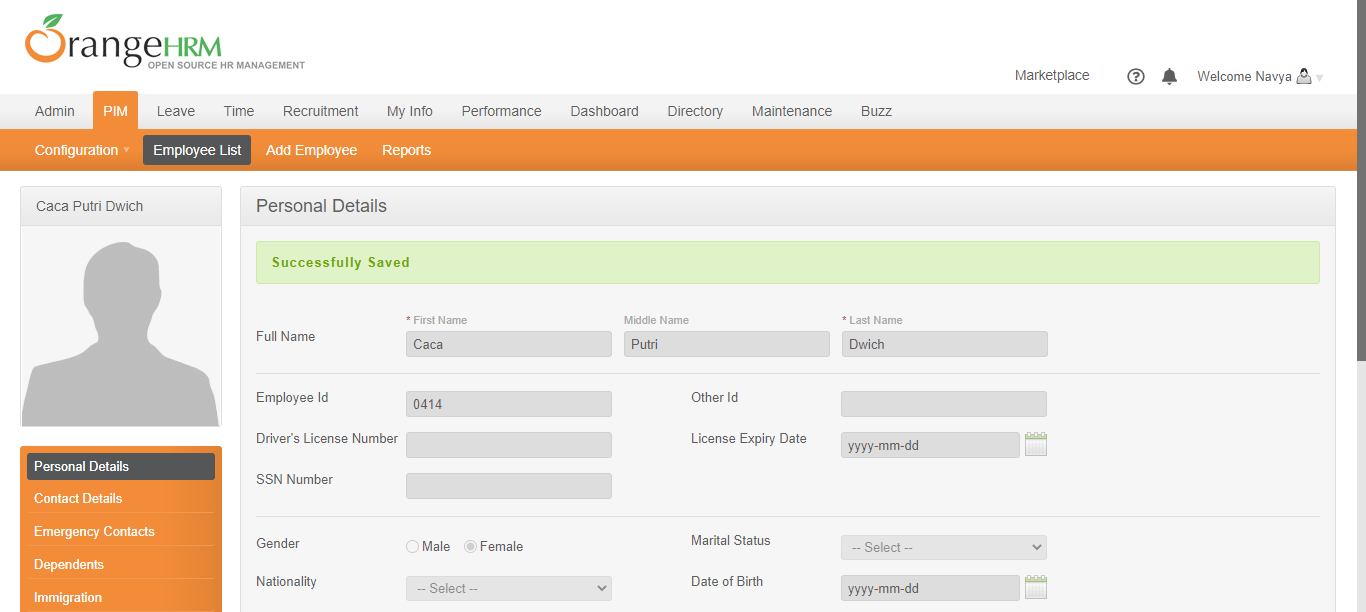 OrangeHRM
OPEN SOURCE HR MANAGEMENT
Marketplace ? Welcome Navya
Admin PIM Leave Time Recruitment My Info Performance Dashboard Directory Maintenance Buzz
Configuration Employee List Add Employee Reports
Caca Putri Dwich
Personal Details
Successfully Saved
* First Name Middle Name * Last Name
Full Name
Caca Putri Dwich
Employee Id 0414 Other Id
Driver's License Number License Expiry Date yyyy-mm-dd
SSN Number
Gender Male Female Marital Status -- Select --
Nationality -- Select -- Date of Birth yyyy-mm-dd
Personal Details
Contact Details
Emergency Contacts
Dependents
Immigration